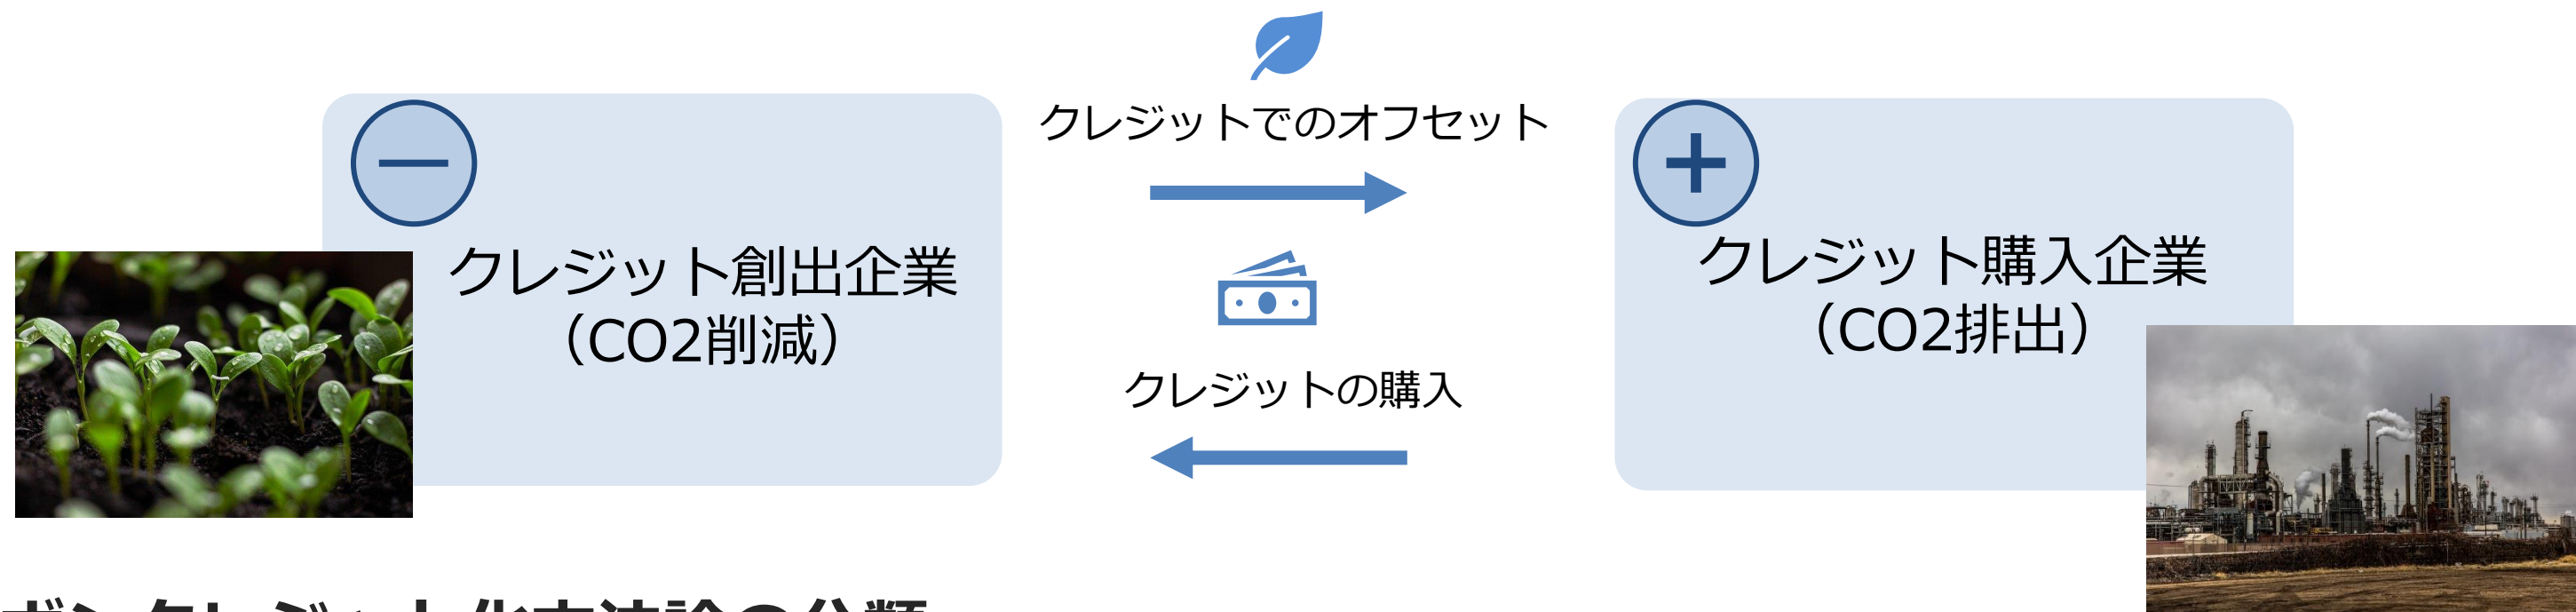 クレジットでのオフセット
クレジット創出企業
（CO2削減）
クレジット購入企業
（CO2排出）
クレジットの購入